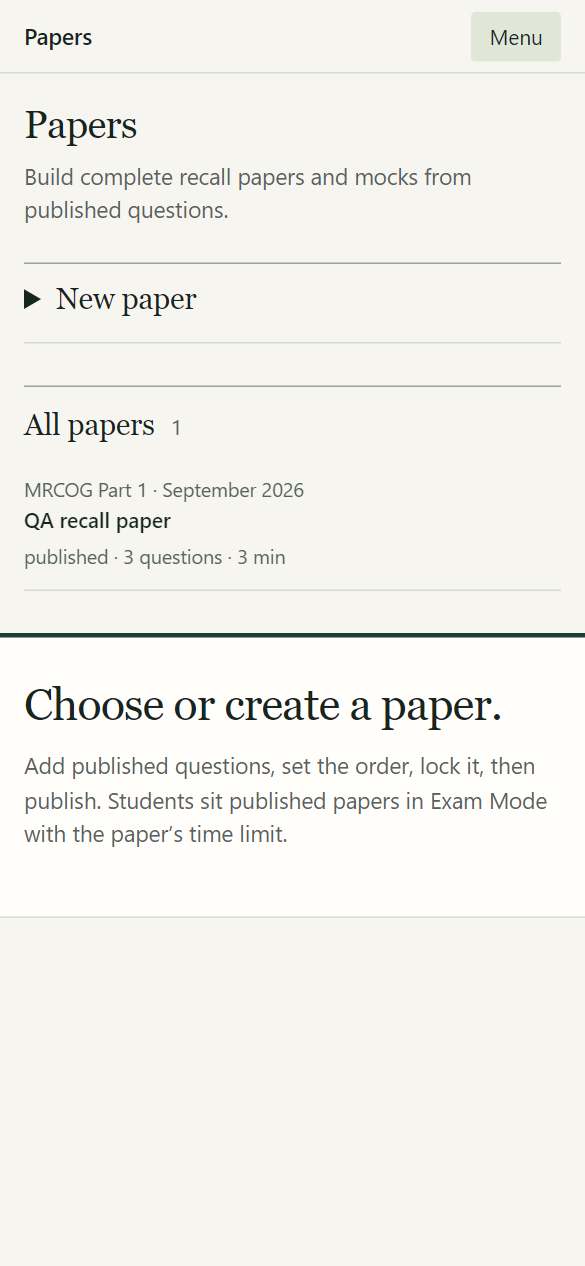 Papers
Menu
Papers
Build complete recall papers and mocks from
published questions.
New paper
All papers 1
MRCOG Part 1 · September 2026
QA recall paper
published · 3 questions · 3 min
Choose or create a paper.
Add published questions, set the order, lock it, then
publish. Students sit published papers in Exam Mode
with the paper’s time limit.